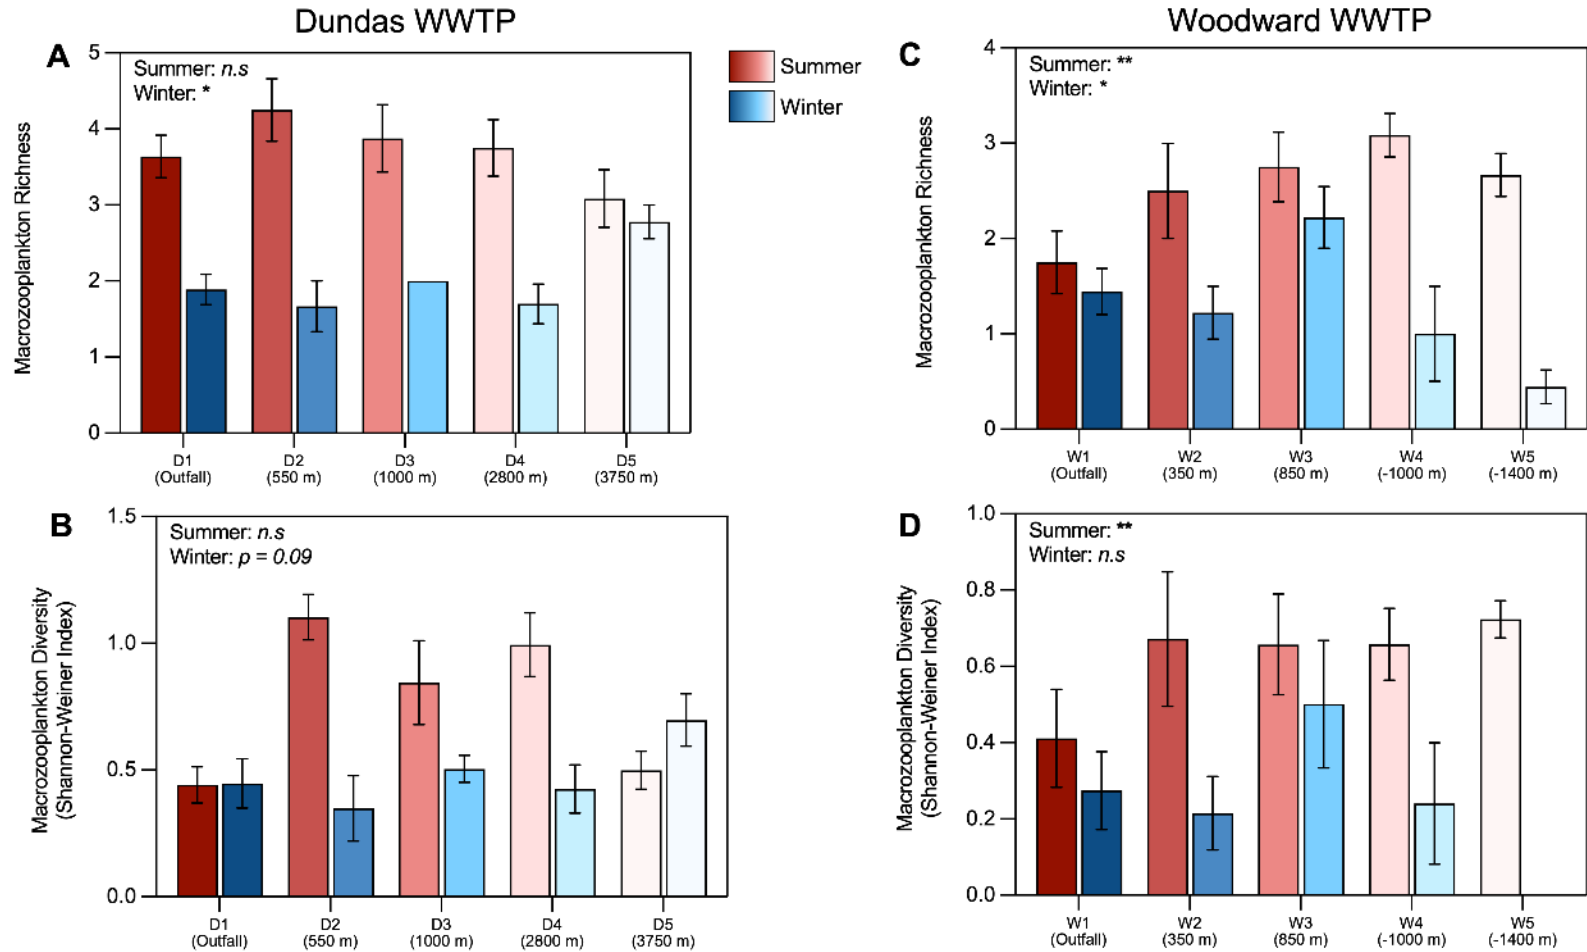 Dundas WWTP
Woodward WWTP
A
Summer: n.s
Winter: *
Macrozooplankton Richness
5
4
3
2
1
0
D1
(Outfall)
D2
(550 m)
D3
(1000 m)
D4
(2800 m)
D5
(3750 m)
Summer
Winter
C
Summer: **
Winter: *
Macrozooplankton Richness
4
3
2
1
0
W1
(Outfall)
W2
(350 m)
W3
(850 m)
W4
(-1000 m)
W5
(-1400 m)
B
Summer: n.s
Winter: p = 0.09
Macrozooplankton Diversity
(Shannon-Weiner Index)
1.5
1.0
0.5
0.0
D1
(Outfall)
D2
(550 m)
D3
(1000 m)
D4
(2800 m)
D5
(3750 m)
D
Summer: **
Winter: n.s
Macrozooplankton Diversity
(Shannon-Weiner Index)
1.0
0.8
0.6
0.4
0.2
0.0
W1
(Outfall)
W2
(350 m)
W3
(850 m)
W4
(-1000 m)
W5
(-1400 m)